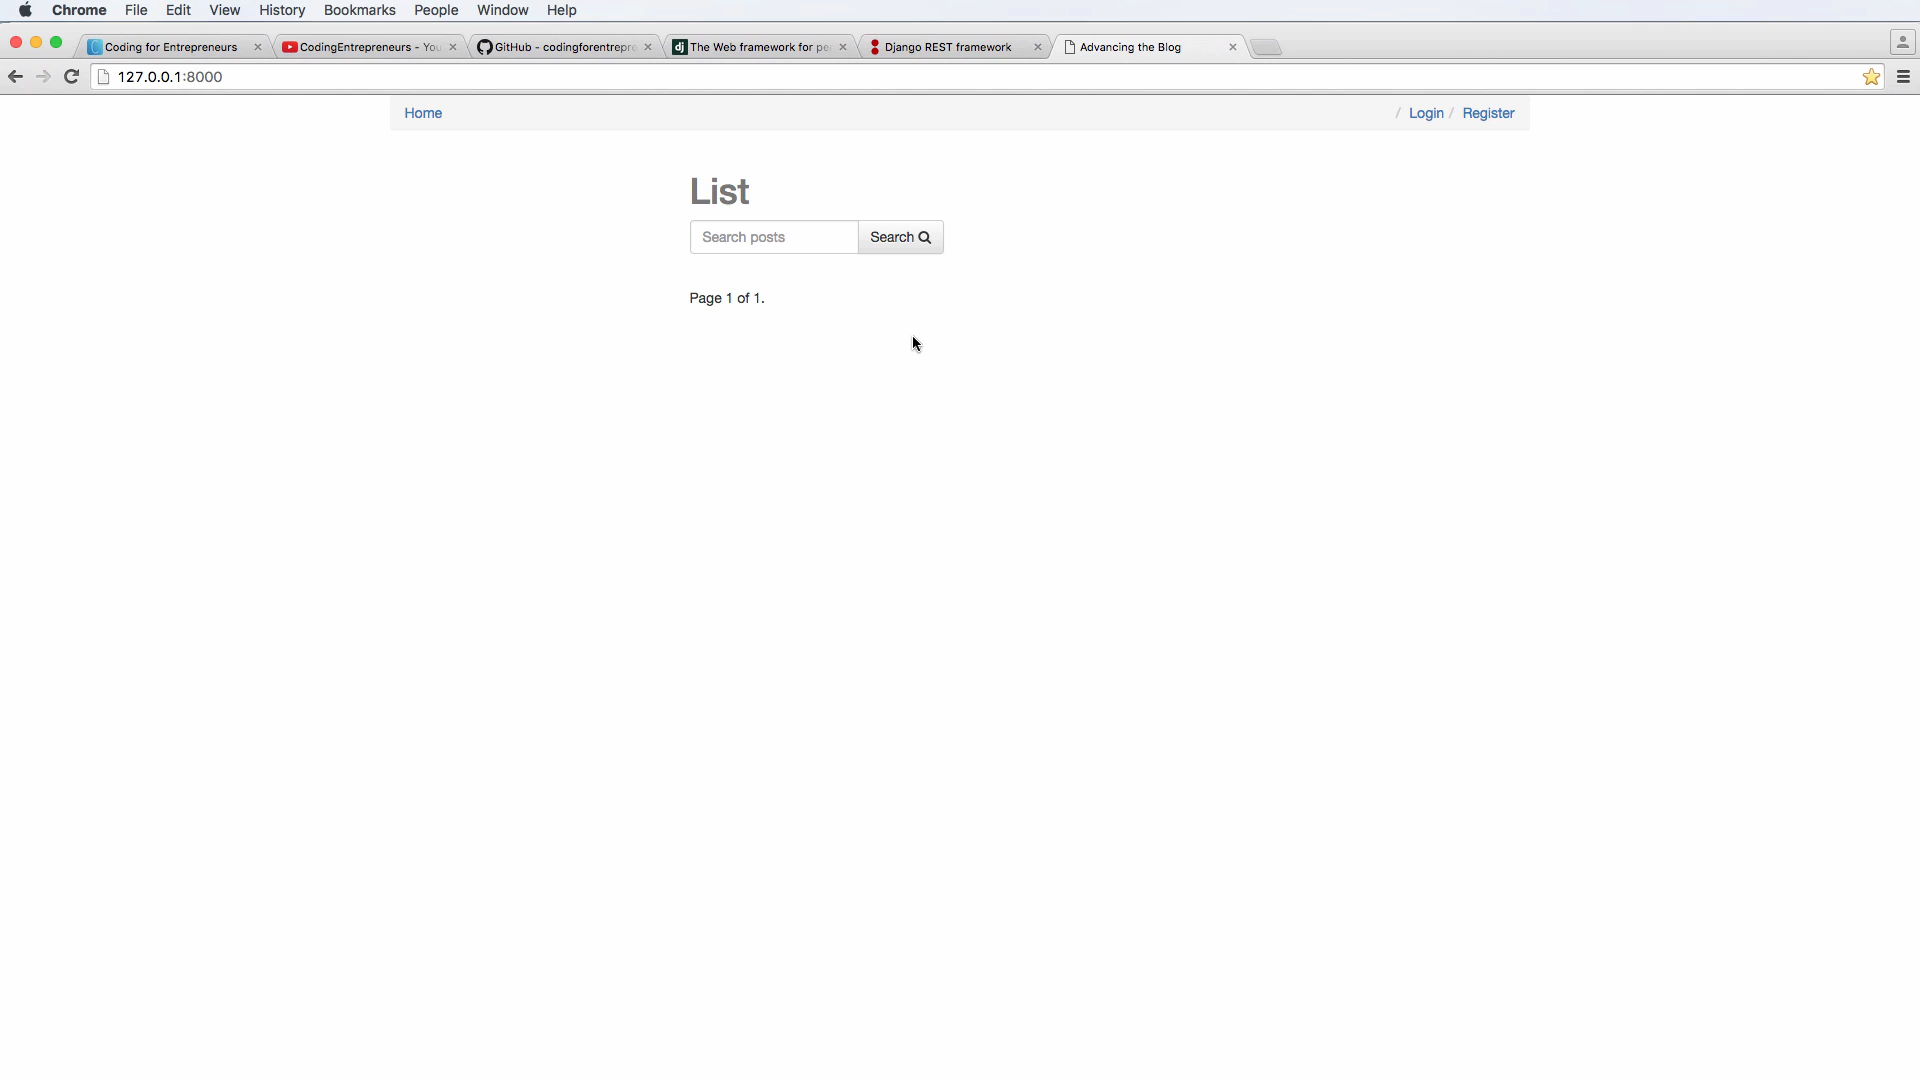 Chrome File Edit View History Bookmarks People Window Help
Coding for Entrepreneurs CodingEntrepreneurs - You GitHub - codingforentrepre The Web framework for pe Django REST framework Advancing the Blog
127.0.0.1:8000
Home / Login / Register
List
Search posts Search
Page 1 of 1.